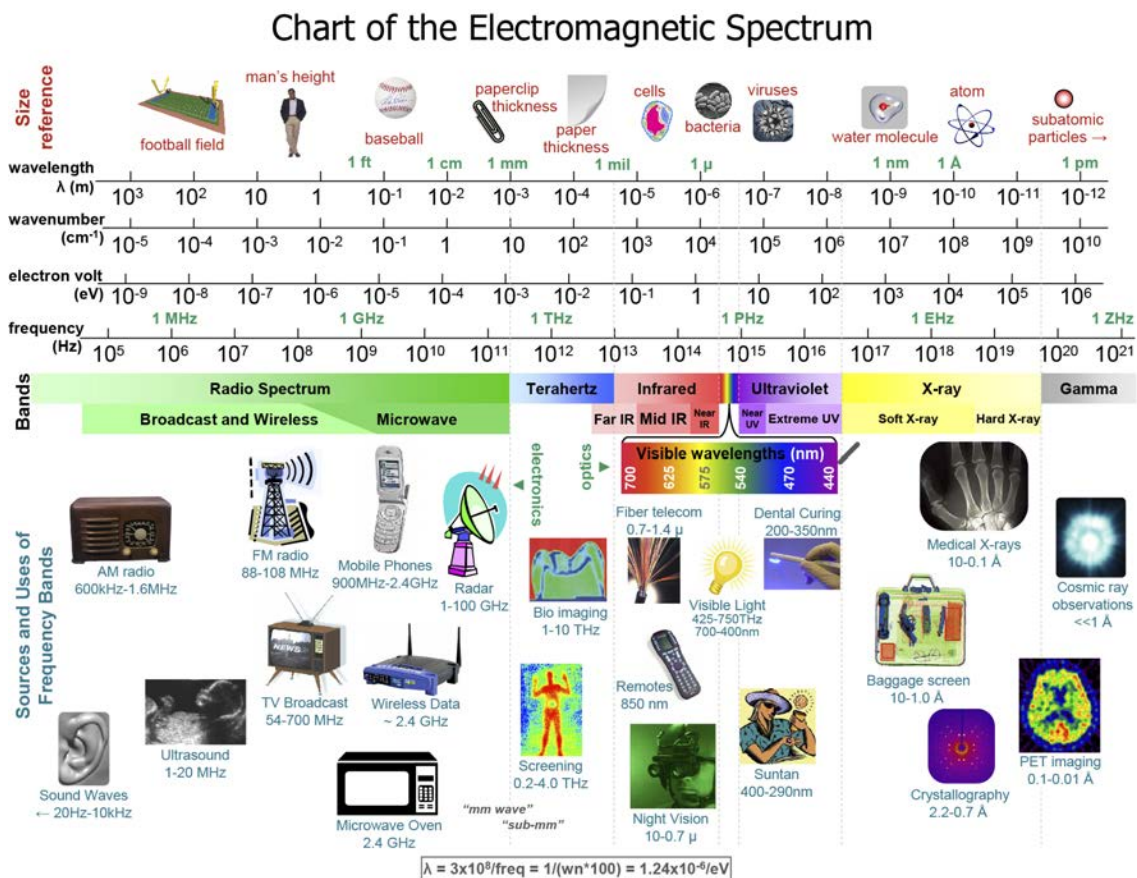 Chart of the Electromagnetic Spectrum
Size
reference
football field
man's height
baseball
paperclip
thickness
paper
thickness
cells
bacteria
viruses
water molecule
atom
subatomic
particles →
wavelength
λ (m)
1 ft 1 cm 1 mm 1 mil 1 µ 1 nm 1 Å 1 pm
10³ 10² 10 1 10⁻¹ 10⁻² 10⁻³ 10⁻⁴ 10⁻⁵ 10⁻⁶ 10⁻⁷ 10⁻⁸ 10⁻⁹ 10⁻¹⁰ 10⁻¹¹ 10⁻¹²
wavenumber
(cm⁻¹)
10⁻⁵ 10⁻⁴ 10⁻³ 10⁻² 10⁻¹ 1 10 10² 10³ 10⁴ 10⁵ 10⁶ 10⁷ 10⁸ 10⁹ 10¹⁰
electron volt
(eV)
10⁻⁹ 10⁻⁸ 10⁻⁷ 10⁻⁶ 10⁻⁵ 10⁻⁴ 10⁻³ 10⁻² 10⁻¹ 1 10 10² 10³ 10⁴ 10⁵ 10⁶
frequency
(Hz)
1 MHz 1 GHz 1 THz 1 PHz 1 EHz 1 ZHz
10⁵ 10⁶ 10⁷ 10⁸ 10⁹ 10¹⁰ 10¹¹ 10¹² 10¹³ 10¹⁴ 10¹⁵ 10¹⁶ 10¹⁷ 10¹⁸ 10¹⁹ 10²⁰ 10²¹
Bands
Radio Spectrum Terahertz Infrared Ultraviolet X-ray Gamma
Broadcast and Wireless Microwave
Far IR Mid IR
Near
IR
Near
UV
Extreme UV Soft X-ray Hard X-ray
electronics
optics
Visible wavelengths (nm)
700 625 575 540 470 440
Sources and Uses of
Frequency Bands
AM radio
600kHz-1.6MHz
FM radio
88-108 MHz
Mobile Phones
900MHz-2.4GHz
Radar
1-100 GHz
Bio imaging
1-10 THz
Fiber telecom
0.7-1.4 µ
Visible Light
425-750THz
700-400nm
Dental Curing
200-350nm
Medical X-rays
10-0.1 Å
Cosmic ray
observations
<<1 Å
Sound Waves
← 20Hz-10kHz
Ultrasound
1-20 MHz
NEWS
TV Broadcast
54-700 MHz
Wireless Data
~ 2.4 GHz
Microwave Oven
2.4 GHz
"mm wave"
"sub-mm"
Screening
0.2-4.0 THz
Remotes
850 nm
Night Vision
10-0.7 µ
Suntan
400-290nm
Baggage screen
10-1.0 Å
Crystallography
2.2-0.7 Å
PET imaging
0.1-0.01 Å
λ = 3x10⁸/freq = 1/(wn*100) = 1.24x10⁻⁶/eV